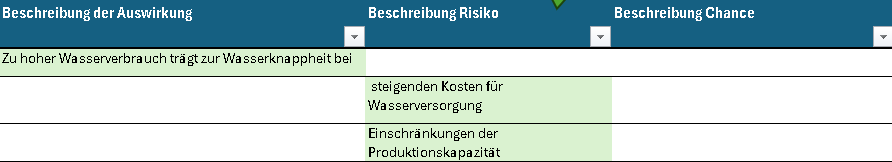 Beschreibung der Auswirkung
Beschreibung Risiko
Beschreibung Chance
Zu hoher Wasserverbrauch trägt zur Wasserknappheit bei
steigenden Kosten für
Wasserversorgung
Einschränkungen der
Produktionskapazität